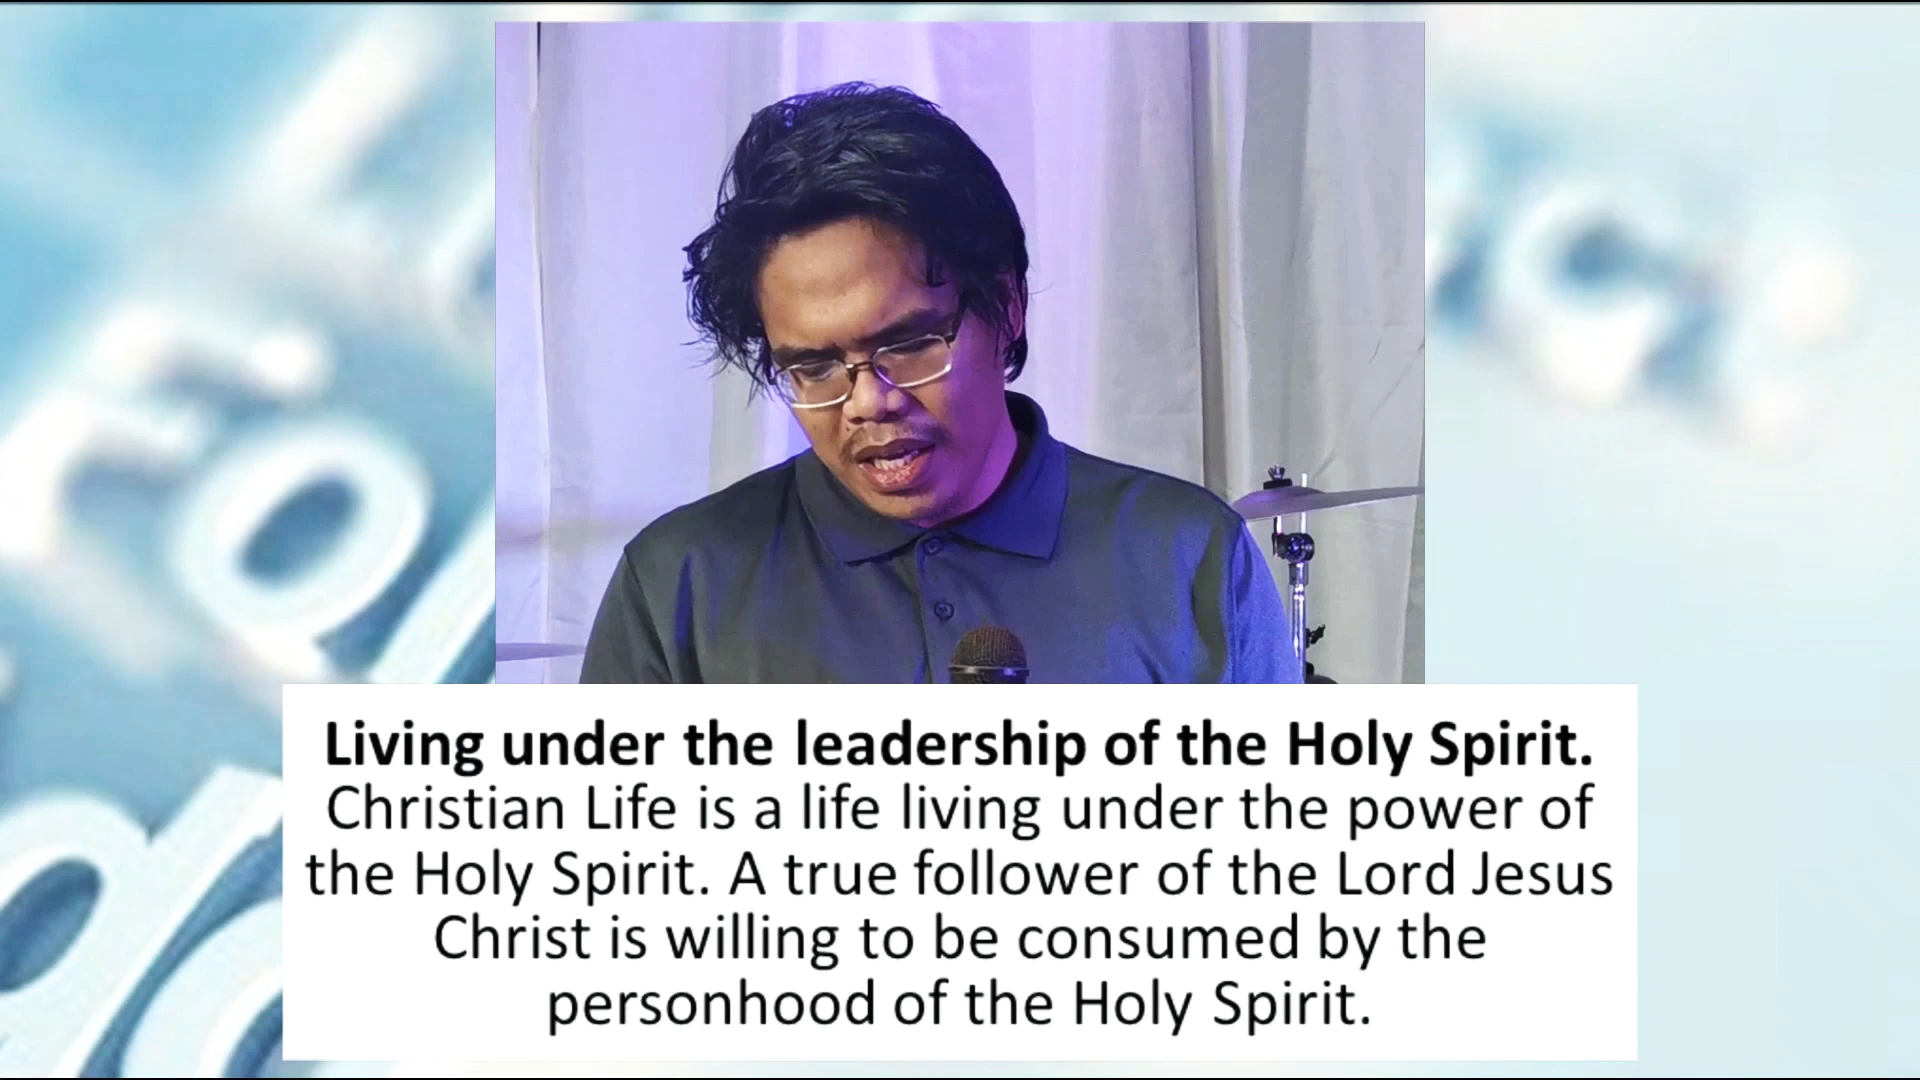 Living under the leadership of the Holy Spirit.
Christian Life is a life living under the power of
the Holy Spirit. A true follower of the Lord Jesus
Christ is willing to be consumed by the
personhood of the Holy Spirit.